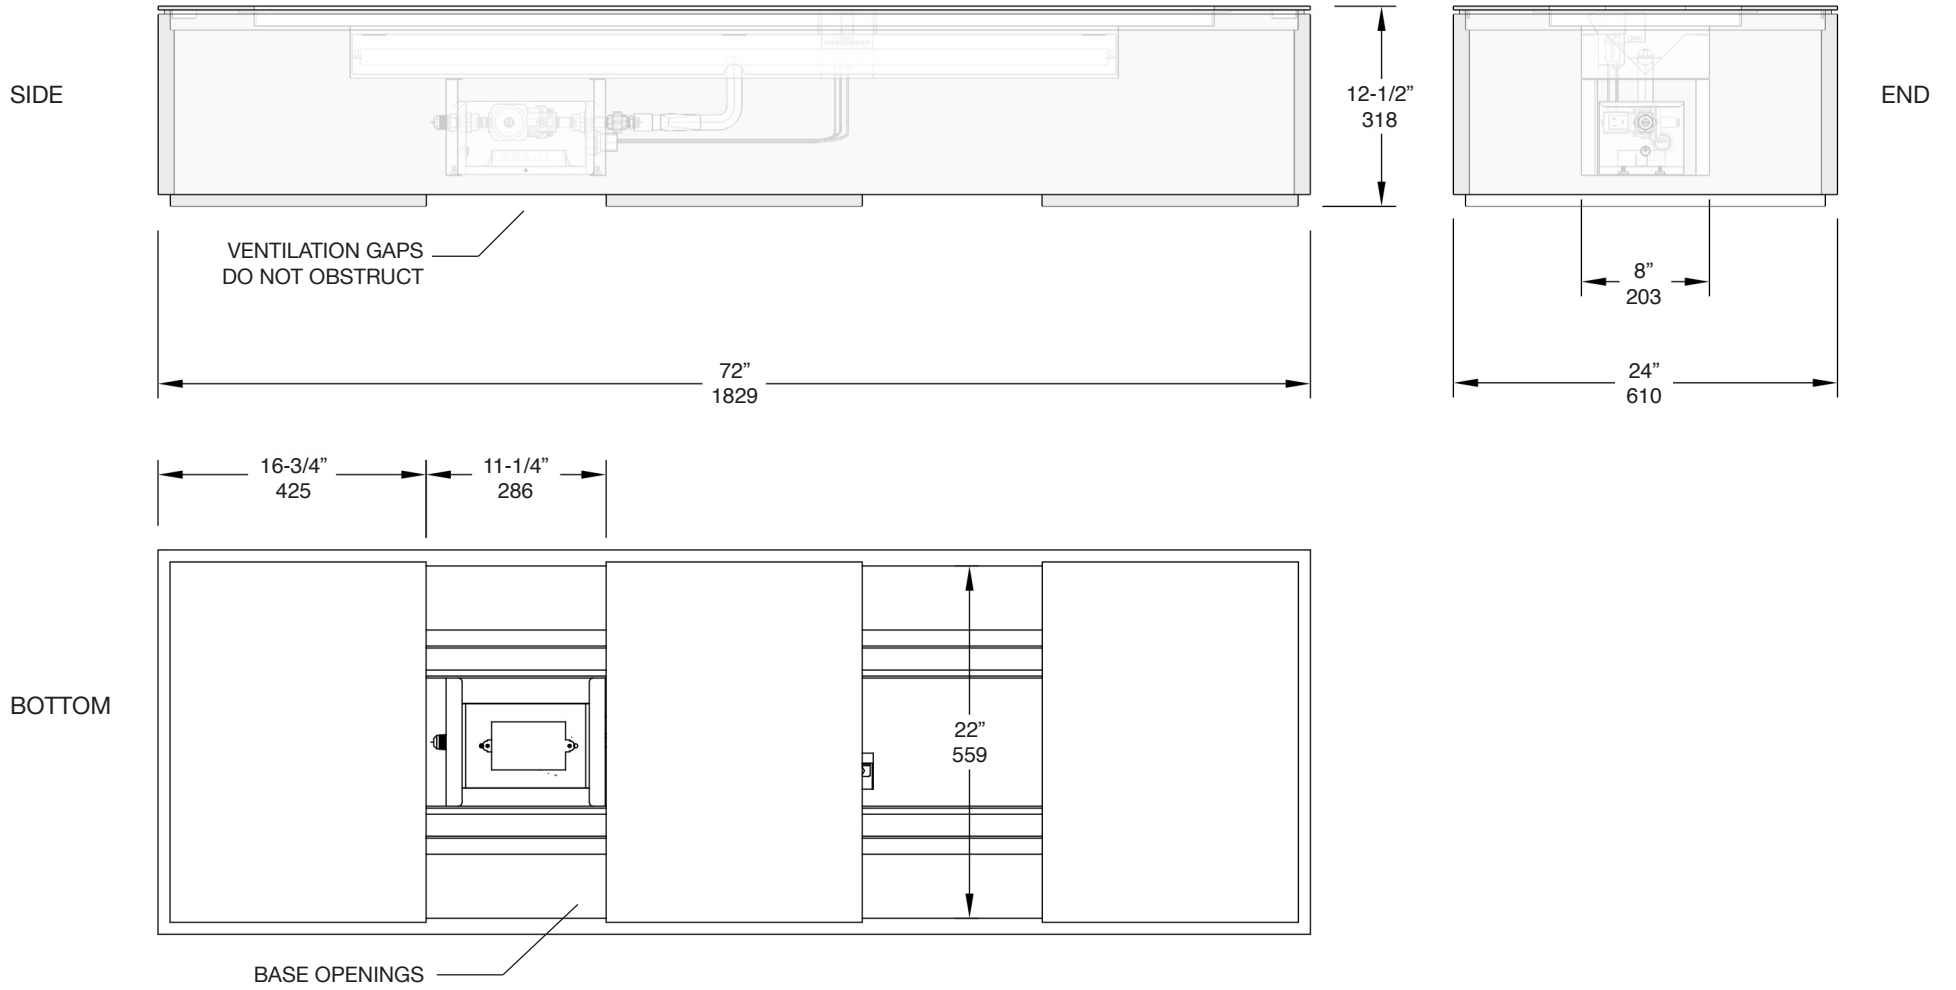 SIDE
12-1/2”
318
END
VENTILATION GAPS
DO NOT OBSTRUCT
8”
203
72”
1829
24”
610
16-3/4”
425
11-1/4”
286
BOTTOM
22”
559
BASE OPENINGS